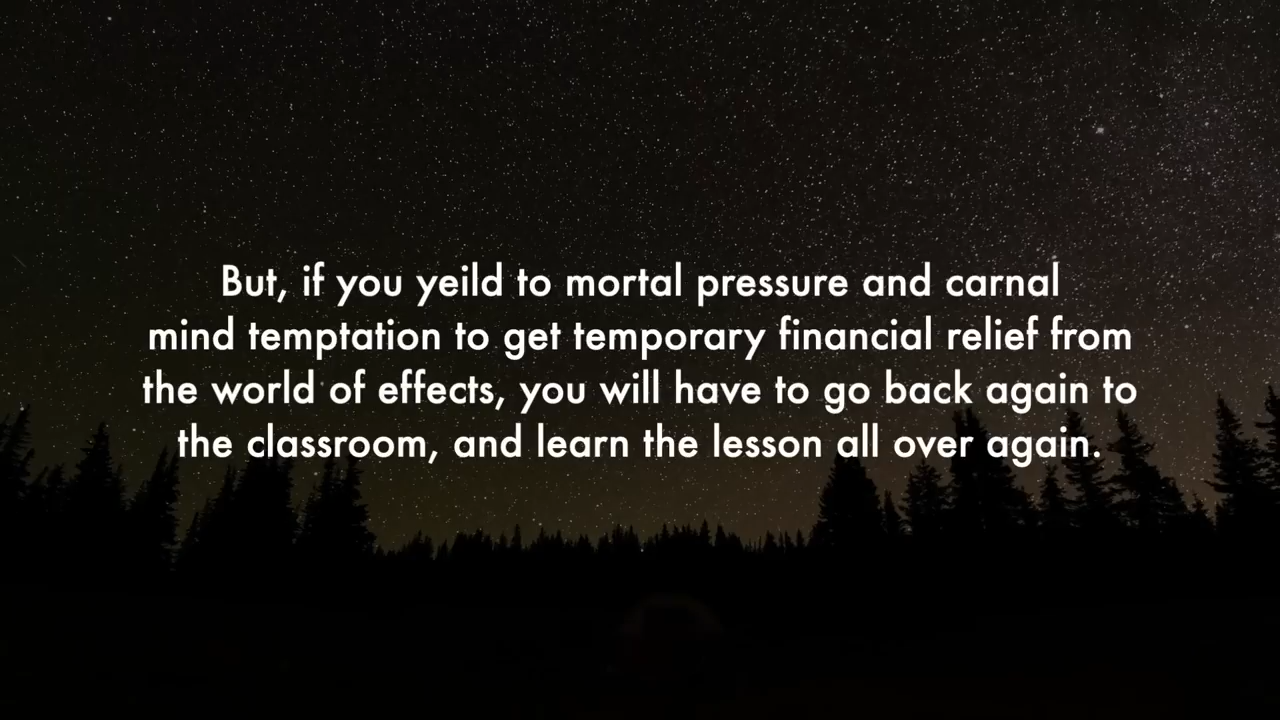 But, if you yeild to mortal pressure and carnal
mind temptation to get temporary financial relief from
the world of effects, you will have to go back again to
the classroom, and learn the lesson all over again.